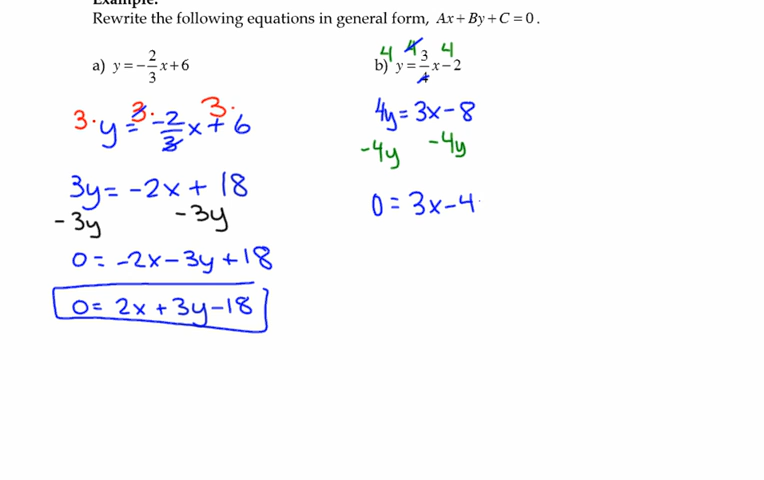 Example:
Rewrite the following equations in general form, Ax + By + C = 0.
a) y = -2/3 x + 6
3· y = 3· -2/3 x + 3· 6
3y = -2x + 18
-3y -3y
0 = -2x - 3y + 18
0 = 2x + 3y - 18
b) 4 y = 4 3/4 x - 4 2
4y = 3x - 8
-4y -4y
0 = 3x - 4